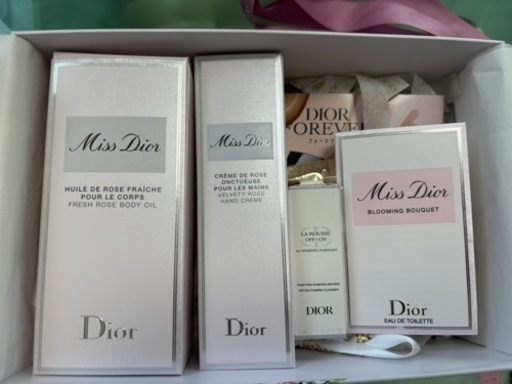 Miss Dior
HUILE DE ROSE FRAÎCHE
POUR LE CORPS
FRESH ROSE BODY OIL
Dior
Miss Dior
CRÈME DE ROSE
ONCTUEUSE
POUR LES MAINS
VELVETY ROSE
HAND CREME
Dior
DIOR
FOREVE
LA MOUSSE
OFF/ON
DIOR
Miss Dior
BLOOMING BOUQUET
Dior
EAU DE TOILETTE